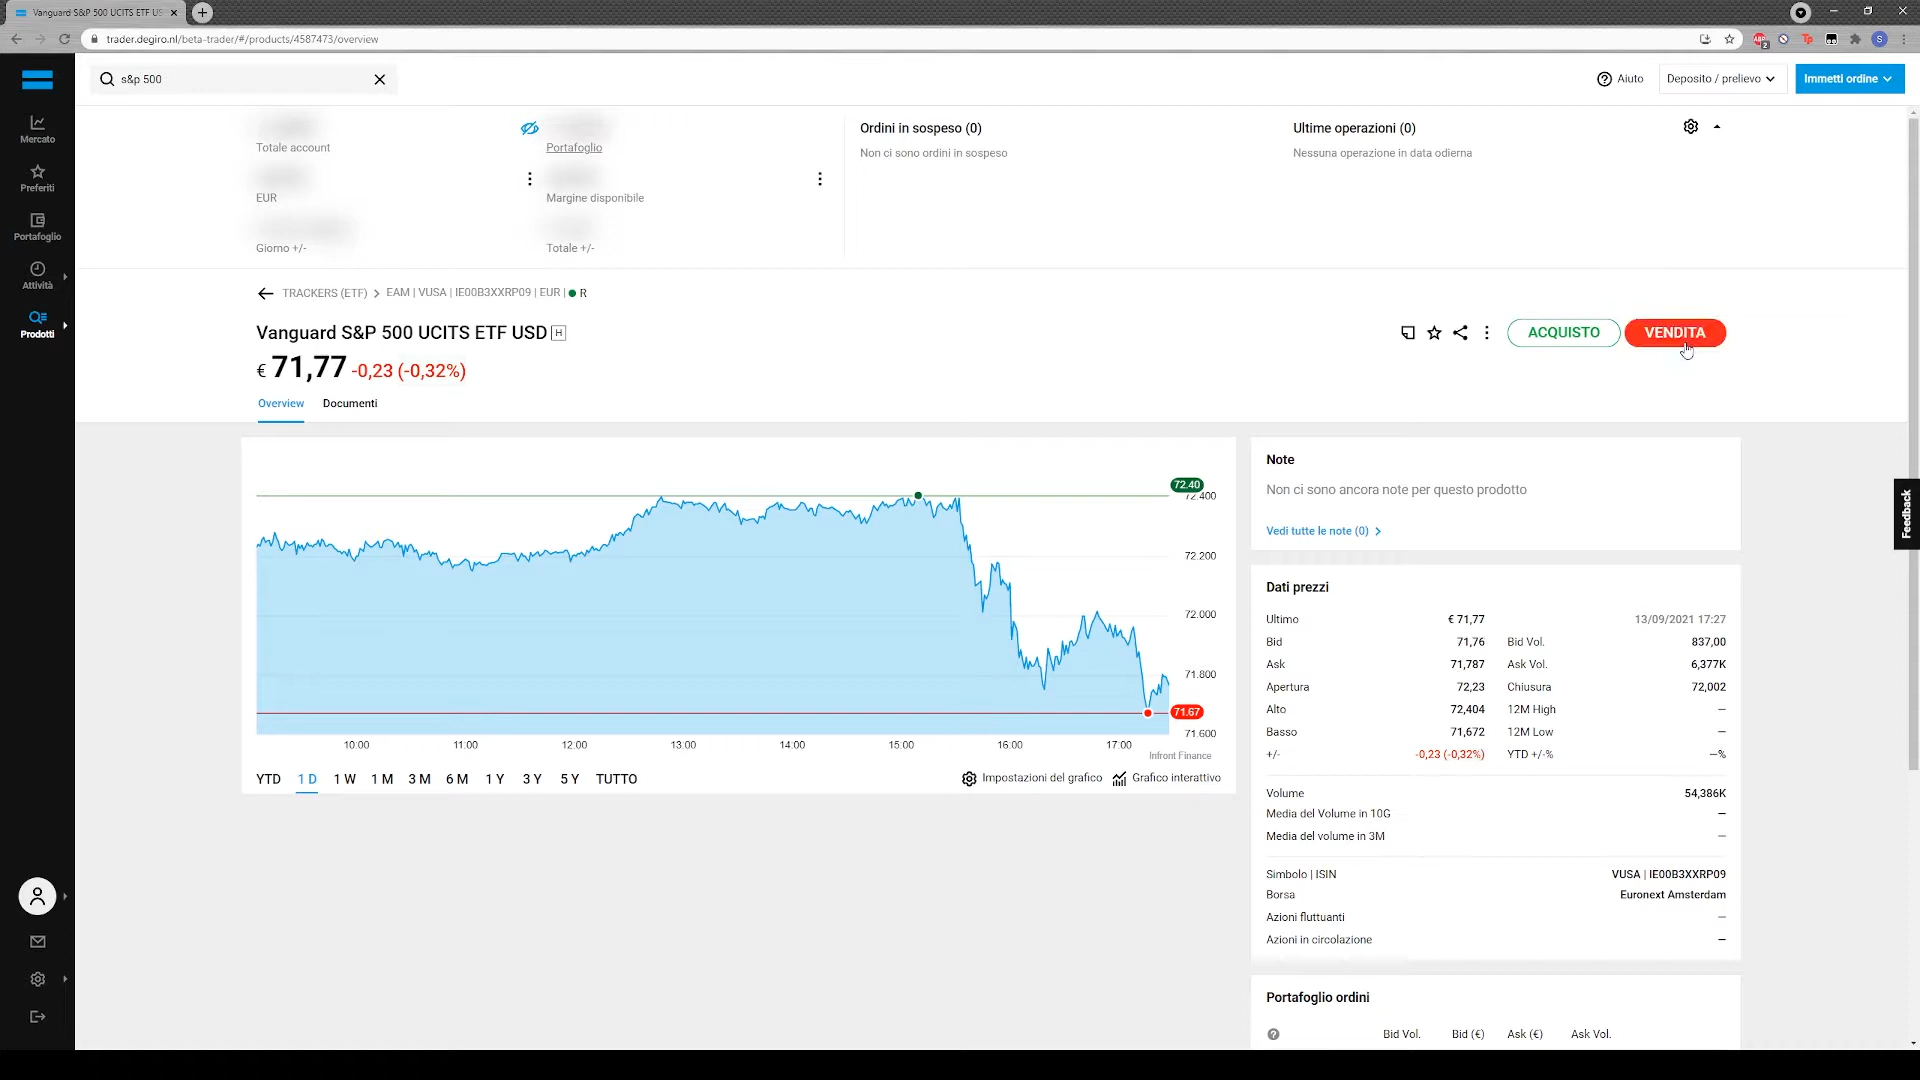 Vanguard S&P 500 UCITS ETF US
trader.degiro.nl/beta-trader/#/products/4587473/overview
s&p 500
Aiuto
Deposito / prelievo
Immetti ordine
Mercato
Preferiti
Portafoglio
Attività
Prodotti
Totale account
Portafoglio
EUR
Margine disponibile
Giorno +/-
Totale +/-
Ordini in sospeso (0)
Non ci sono ordini in sospeso
Ultime operazioni (0)
Nessuna operazione in data odierna
TRACKERS (ETF) > EAM | VUSA | IE00B3XXRP09 | EUR | R
Vanguard S&P 500 UCITS ETF USD H
ACQUISTO
VENDITA
€ 71,77 -0,23 (-0,32%)
Overview
Documenti
72.40
72.400
72.200
72.000
71.800
71.67
71.600
10:00 11:00 12:00 13:00 14:00 15:00 16:00 17:00
Infront Finance
YTD 1 D 1 W 1 M 3 M 6 M 1 Y 3 Y 5 Y TUTTO
Impostazioni del grafico
Grafico interattivo
Note
Non ci sono ancora note per questo prodotto
Vedi tutte le note (0) >
Feedback
Dati prezzi
Ultimo € 71,77 13/09/2021 17:27
Bid 71,76 Bid Vol. 837,00
Ask 71,787 Ask Vol. 6,377K
Apertura 72,23 Chiusura 72,002
Alto 72,404 12M High —
Basso 71,672 12M Low —
+/- -0,23 (-0,32%) YTD +/-% —%
Volume 54,386K
Media del Volume in 10G —
Media del volume in 3M —
Simbolo | ISIN VUSA | IE00B3XXRP09
Borsa Euronext Amsterdam
Azioni fluttuanti —
Azioni in circolazione —
Portafoglio ordini
Bid Vol. Bid (€) Ask (€) Ask Vol.